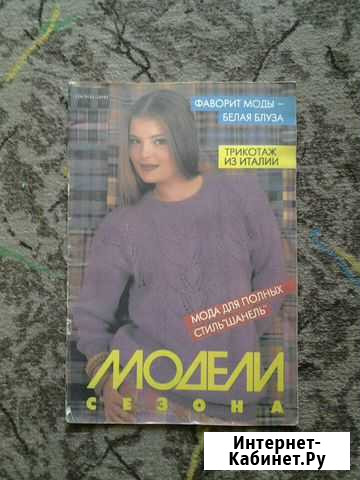 ФАВОРИТ МОДЫ –
БЕЛАЯ БЛУЗА
ТРИКОТАЖ
ИЗ ИТАЛИИ
МОДА ДЛЯ ПОЛНЫХ
СТИЛЬ "ШАНЕЛЬ"
МОДЕЛИ
СЕЗОНА
Интернет-
Кабинет.Ру